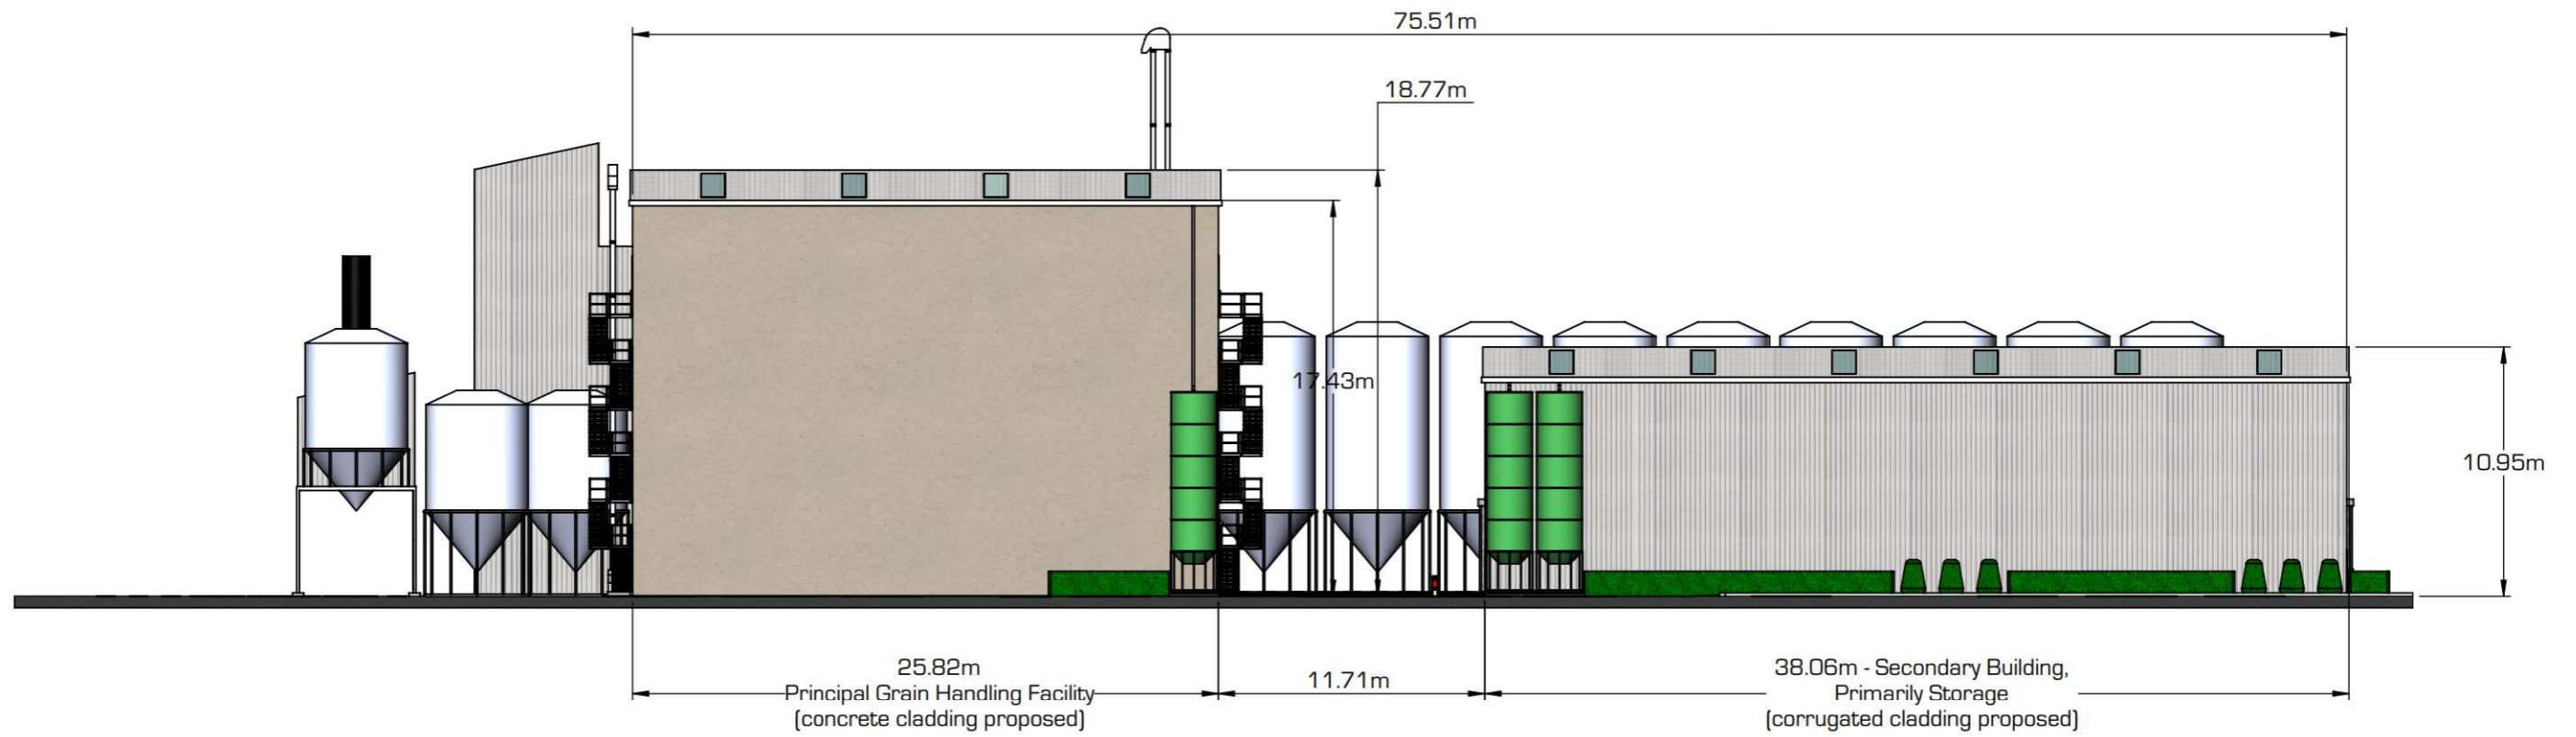 75.51m
18.77m
17.43m
10.95m
25.82m
Principal Grain Handling Facility
(concrete cladding proposed)
11.71m
38.06m - Secondary Building,
Primarily Storage
(corrugated cladding proposed)